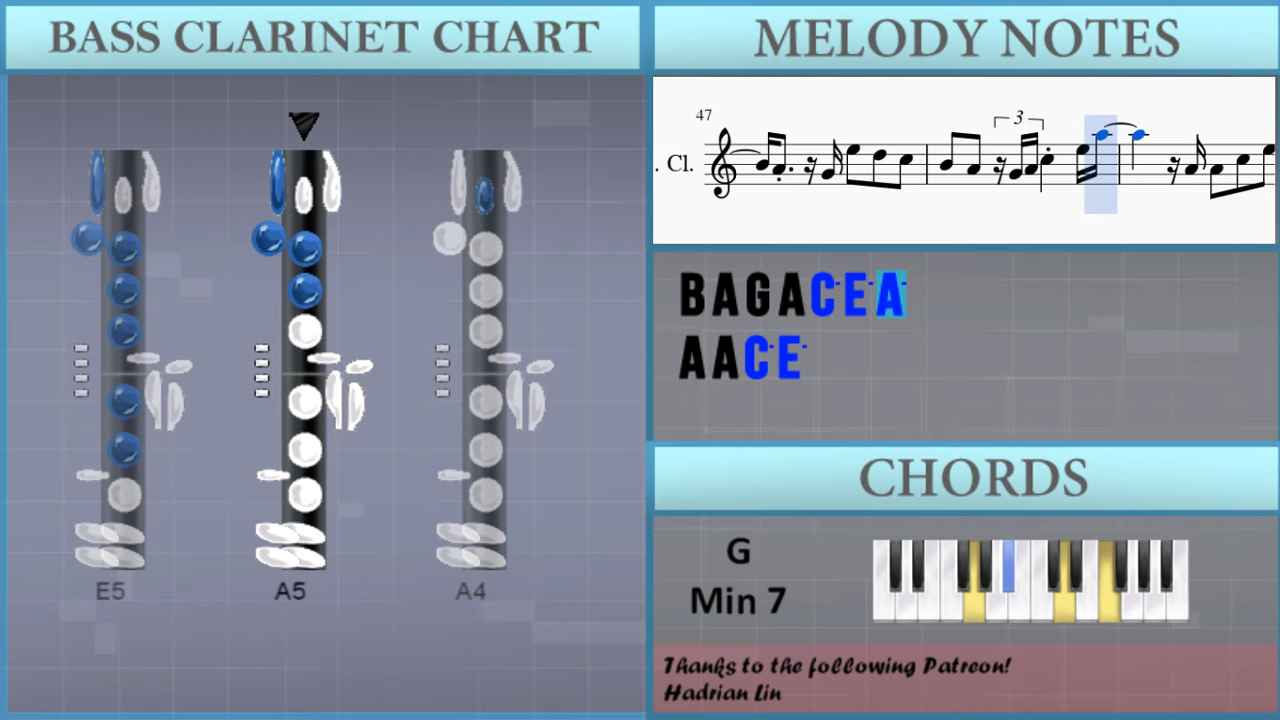 BASS CLARINET CHART
E5
A5
A4
MELODY NOTES
47
3
. Cl.
BAGACEA
AACE
CHORDS
G
Min 7
Thanks to the following Patreon!
Hadrian Lin